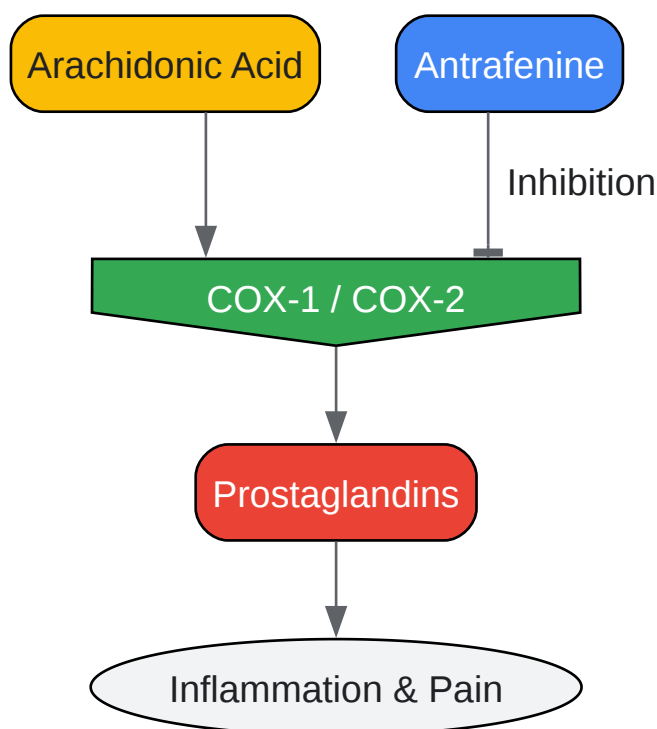 Arachidonic Acid
Antrafenine
Inhibition
COX-1 / COX-2
Prostaglandins
Inflammation & Pain